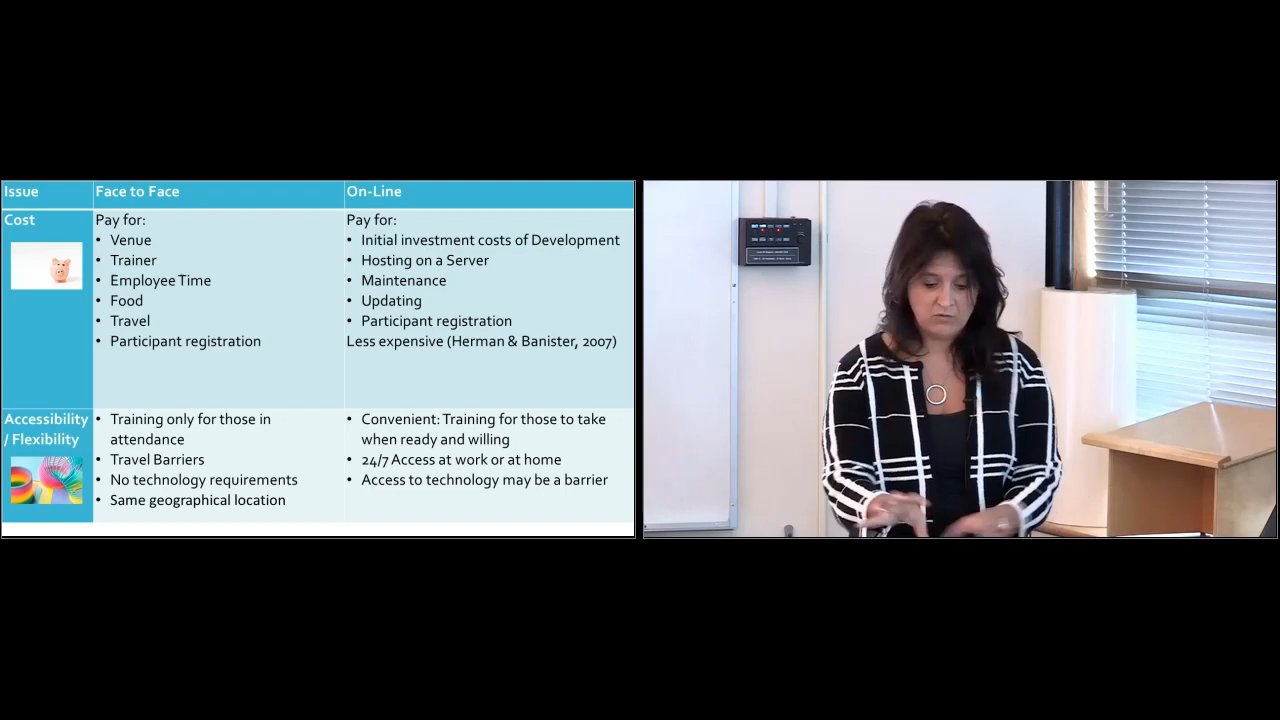 Issue
Face to Face
On-Line
Cost
Pay for:
• Venue
• Trainer
• Employee Time
• Food
• Travel
• Participant registration
Pay for:
• Initial investment costs of Development
• Hosting on a Server
• Maintenance
• Updating
• Participant registration
Less expensive (Herman & Banister, 2007)
Accessibility
/ Flexibility
• Training only for those in
attendance
• Travel Barriers
• No technology requirements
• Same geographical location
• Convenient: Training for those to take
when ready and willing
• 24/7 Access at work or at home
• Access to technology may be a barrier